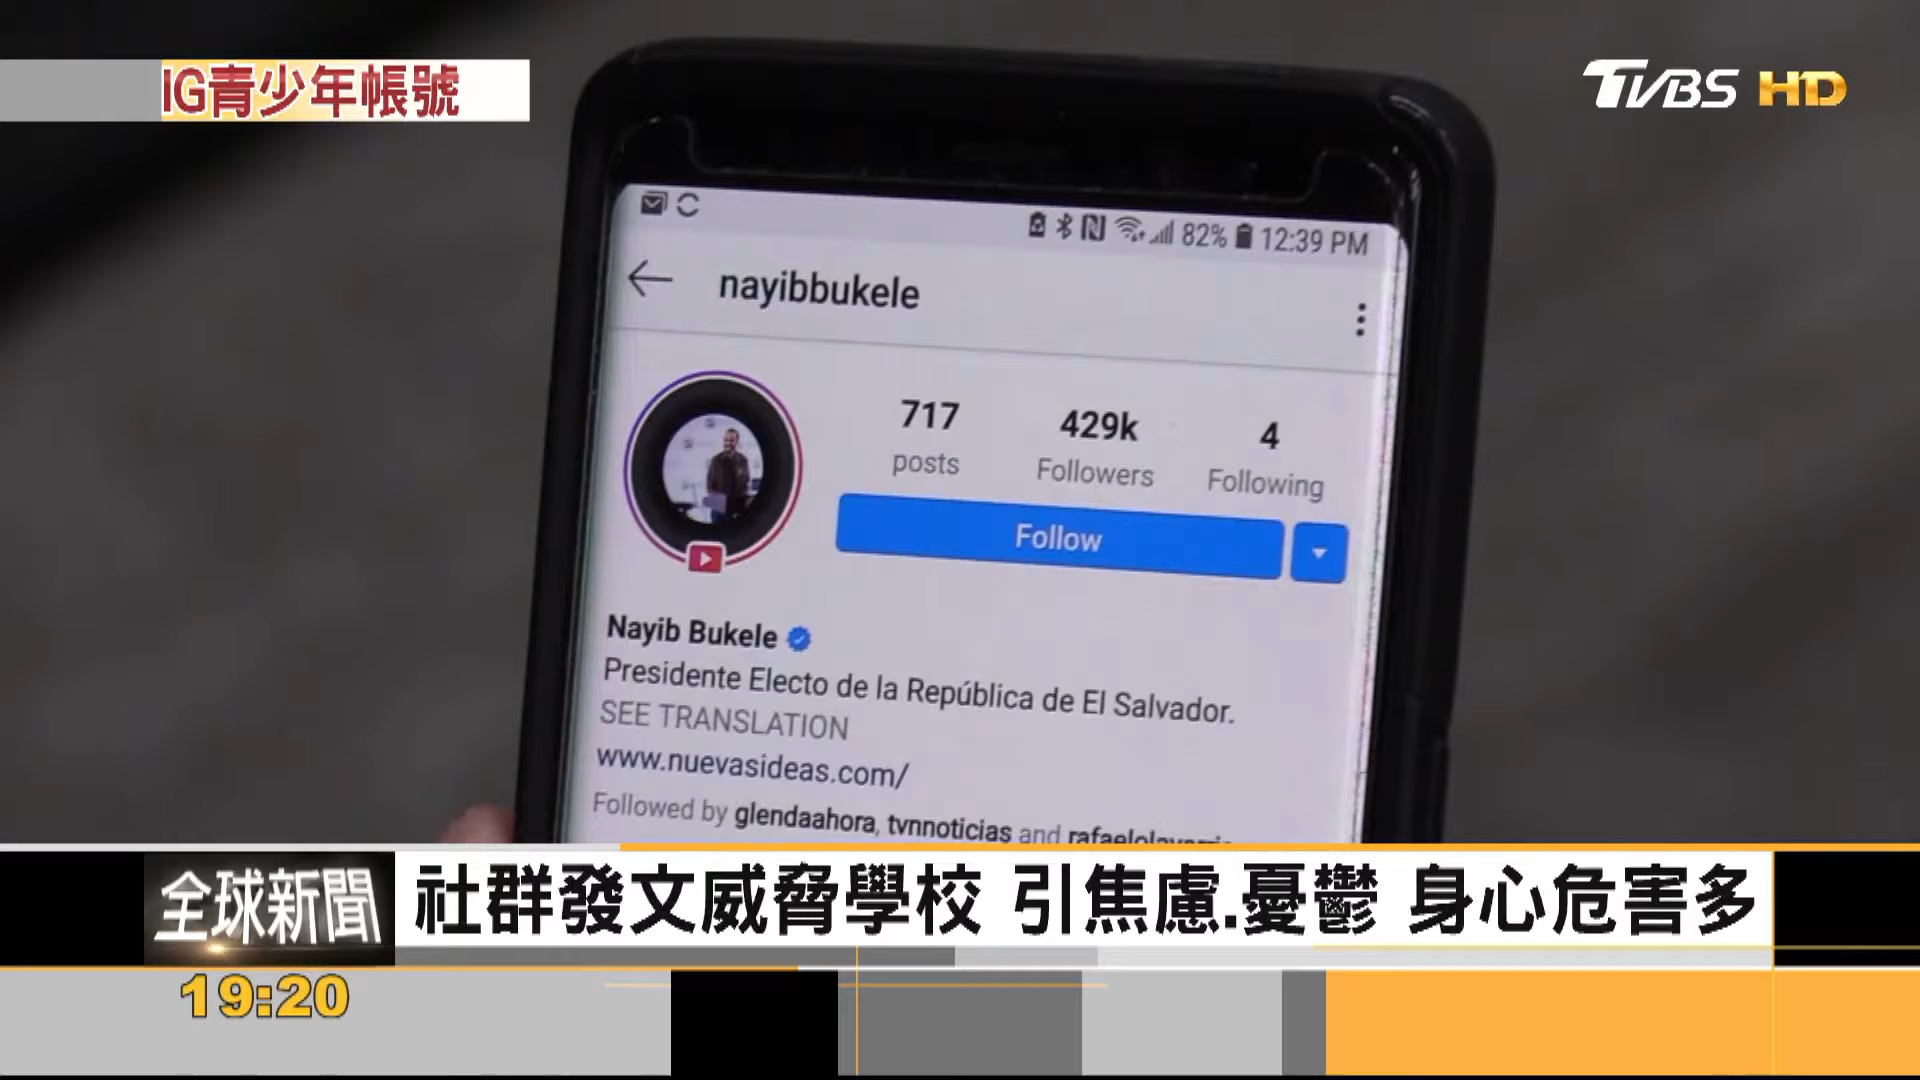 IG青少年帳號
TVBS HD
82% 12:39 PM
nayibbukele
717 429k 4
posts Followers Following
Follow
Nayib Bukele
Presidente Electo de la República de El Salvador.
SEE TRANSLATION
www.nuevasideas.com/
Followed by glendaahora, tvnnoticias and
全球新聞
社群發文威脅學校 引焦慮.憂鬱 身心危害多
19:20